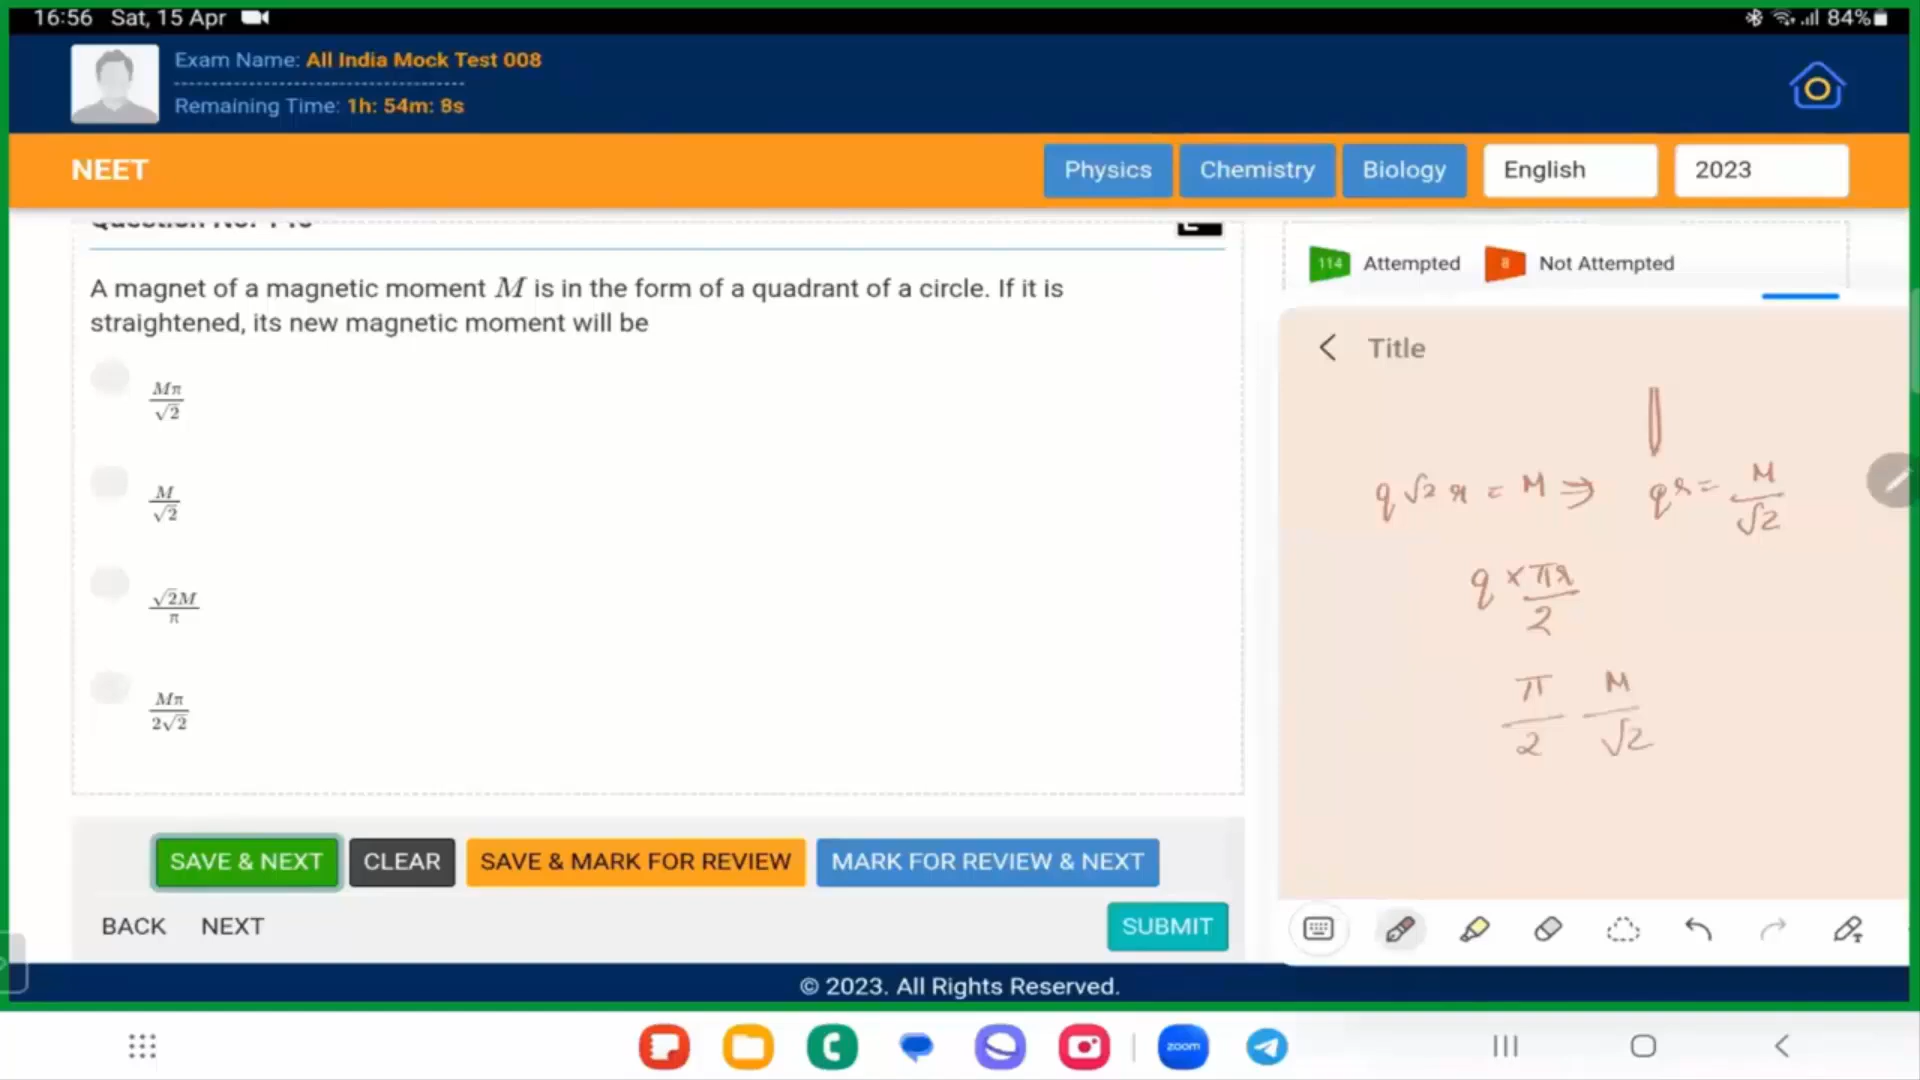 16:56 Sat, 15 Apr 84%
Exam Name: All India Mock Test 008
Remaining Time: 1h: 54m: 8s
NEET Physics Chemistry Biology English 2023
A magnet of a magnetic moment M is in the form of a quadrant of a circle. If it is
straightened, its new magnetic moment will be
Mπ/√2
M/√2
√2M/π
Mπ/2√2
SAVE & NEXT CLEAR SAVE & MARK FOR REVIEW MARK FOR REVIEW & NEXT
BACK NEXT SUBMIT
114 Attempted 8 Not Attempted
Title
q √2 r = M ⇒ qr = M/√2
q × πr/2
π/2 M/√2
© 2023. All Rights Reserved.
zoom